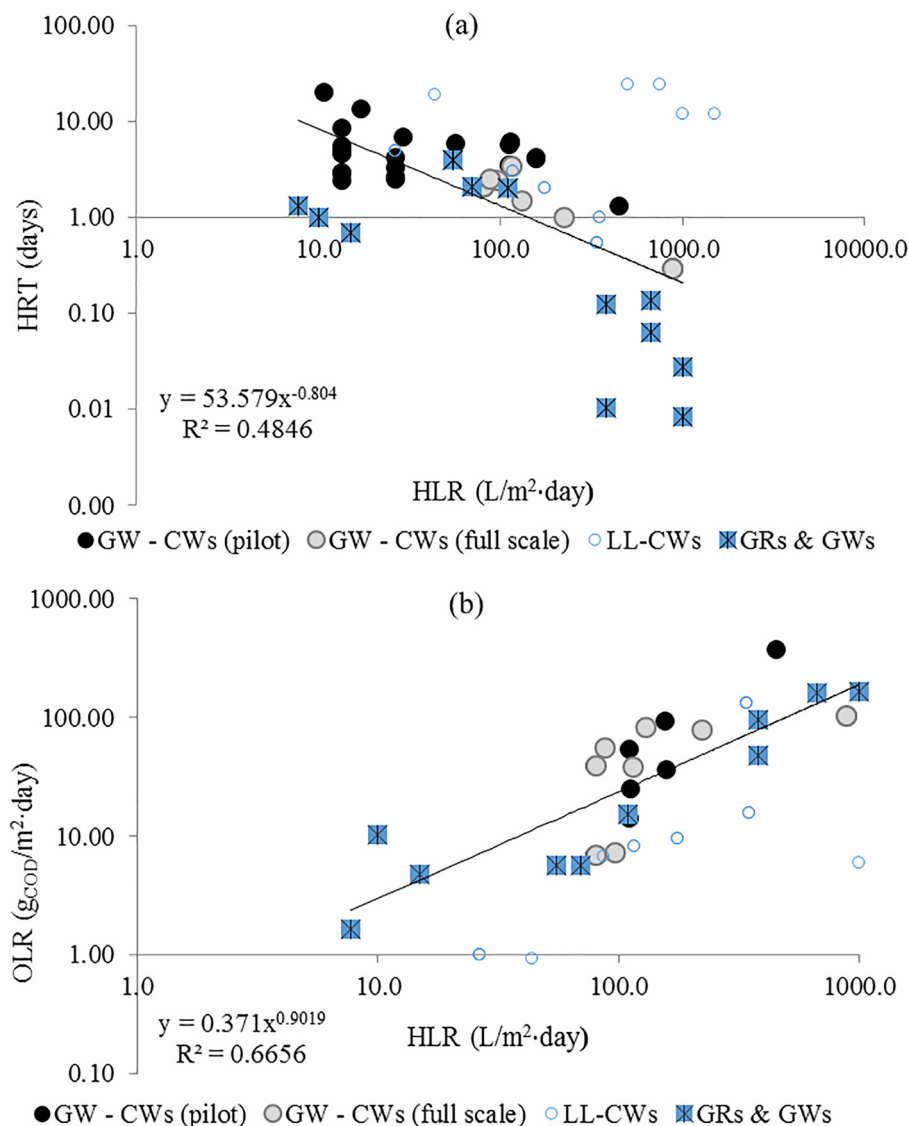 (a)
100.00
10.00
1.00
0.10
0.01
0.00
HRT (days)
1.0
10.0
100.0
1000.0
10000.0
y = 53.579x^-0.804
R² = 0.4846
HLR (L/m²·day)
GW - CWs (pilot) GW - CWs (full scale) LL-CWs GRs & GWs
(b)
1000.00
100.00
10.00
1.00
0.10
OLR (gCOD/m²·day)
1.0
10.0
100.0
1000.0
y = 0.371x^0.9019
R² = 0.6656
HLR (L/m²·day)
GW - CWs (pilot) GW - CWs (full scale) LL-CWs GRs & GWs